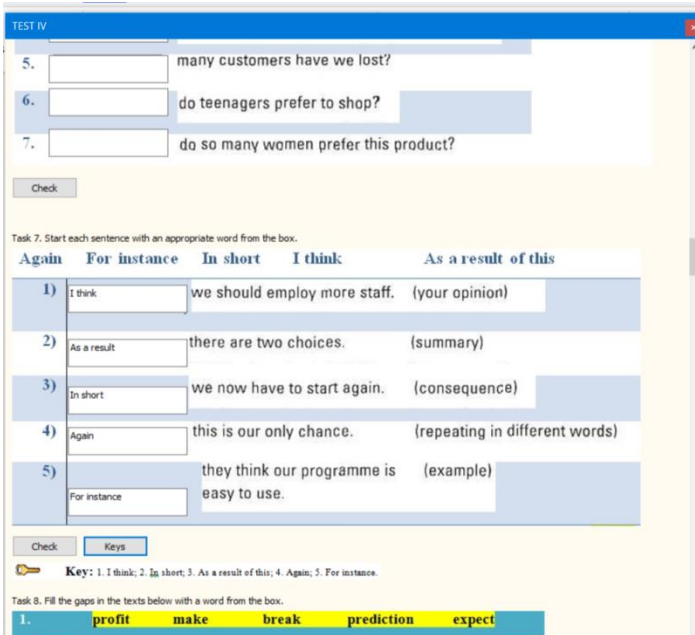 TEST IV
5. many customers have we lost?
6. do teenagers prefer to shop?
7. do so many women prefer this product?
Check
Task 7. Start each sentence with an appropriate word from the box.
Again For instance In short I think As a result of this
1) I think we should employ more staff. (your opinion)
2) As a result there are two choices. (summary)
3) In short we now have to start again. (consequence)
4) Again this is our only chance. (repeating in different words)
5) For instance they think our programme is (example)
easy to use.
Check Keys
Key: 1. I think; 2. In short; 3. As a result of this; 4. Again; 5. For instance.
Task 8. Fill the gaps in the texts below with a word from the box.
1. profit make break prediction expect